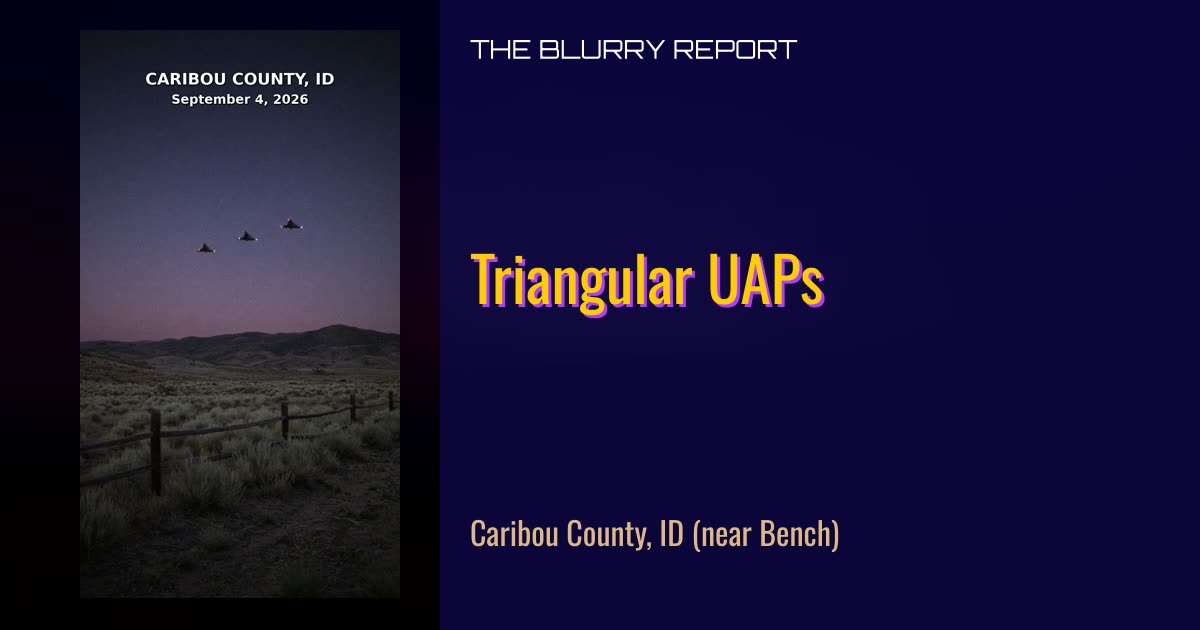 CARIBOU COUNTY, ID
September 4, 2026
THE BLURRY REPORT
Triangular UAPs
Caribou County, ID (near Bench)